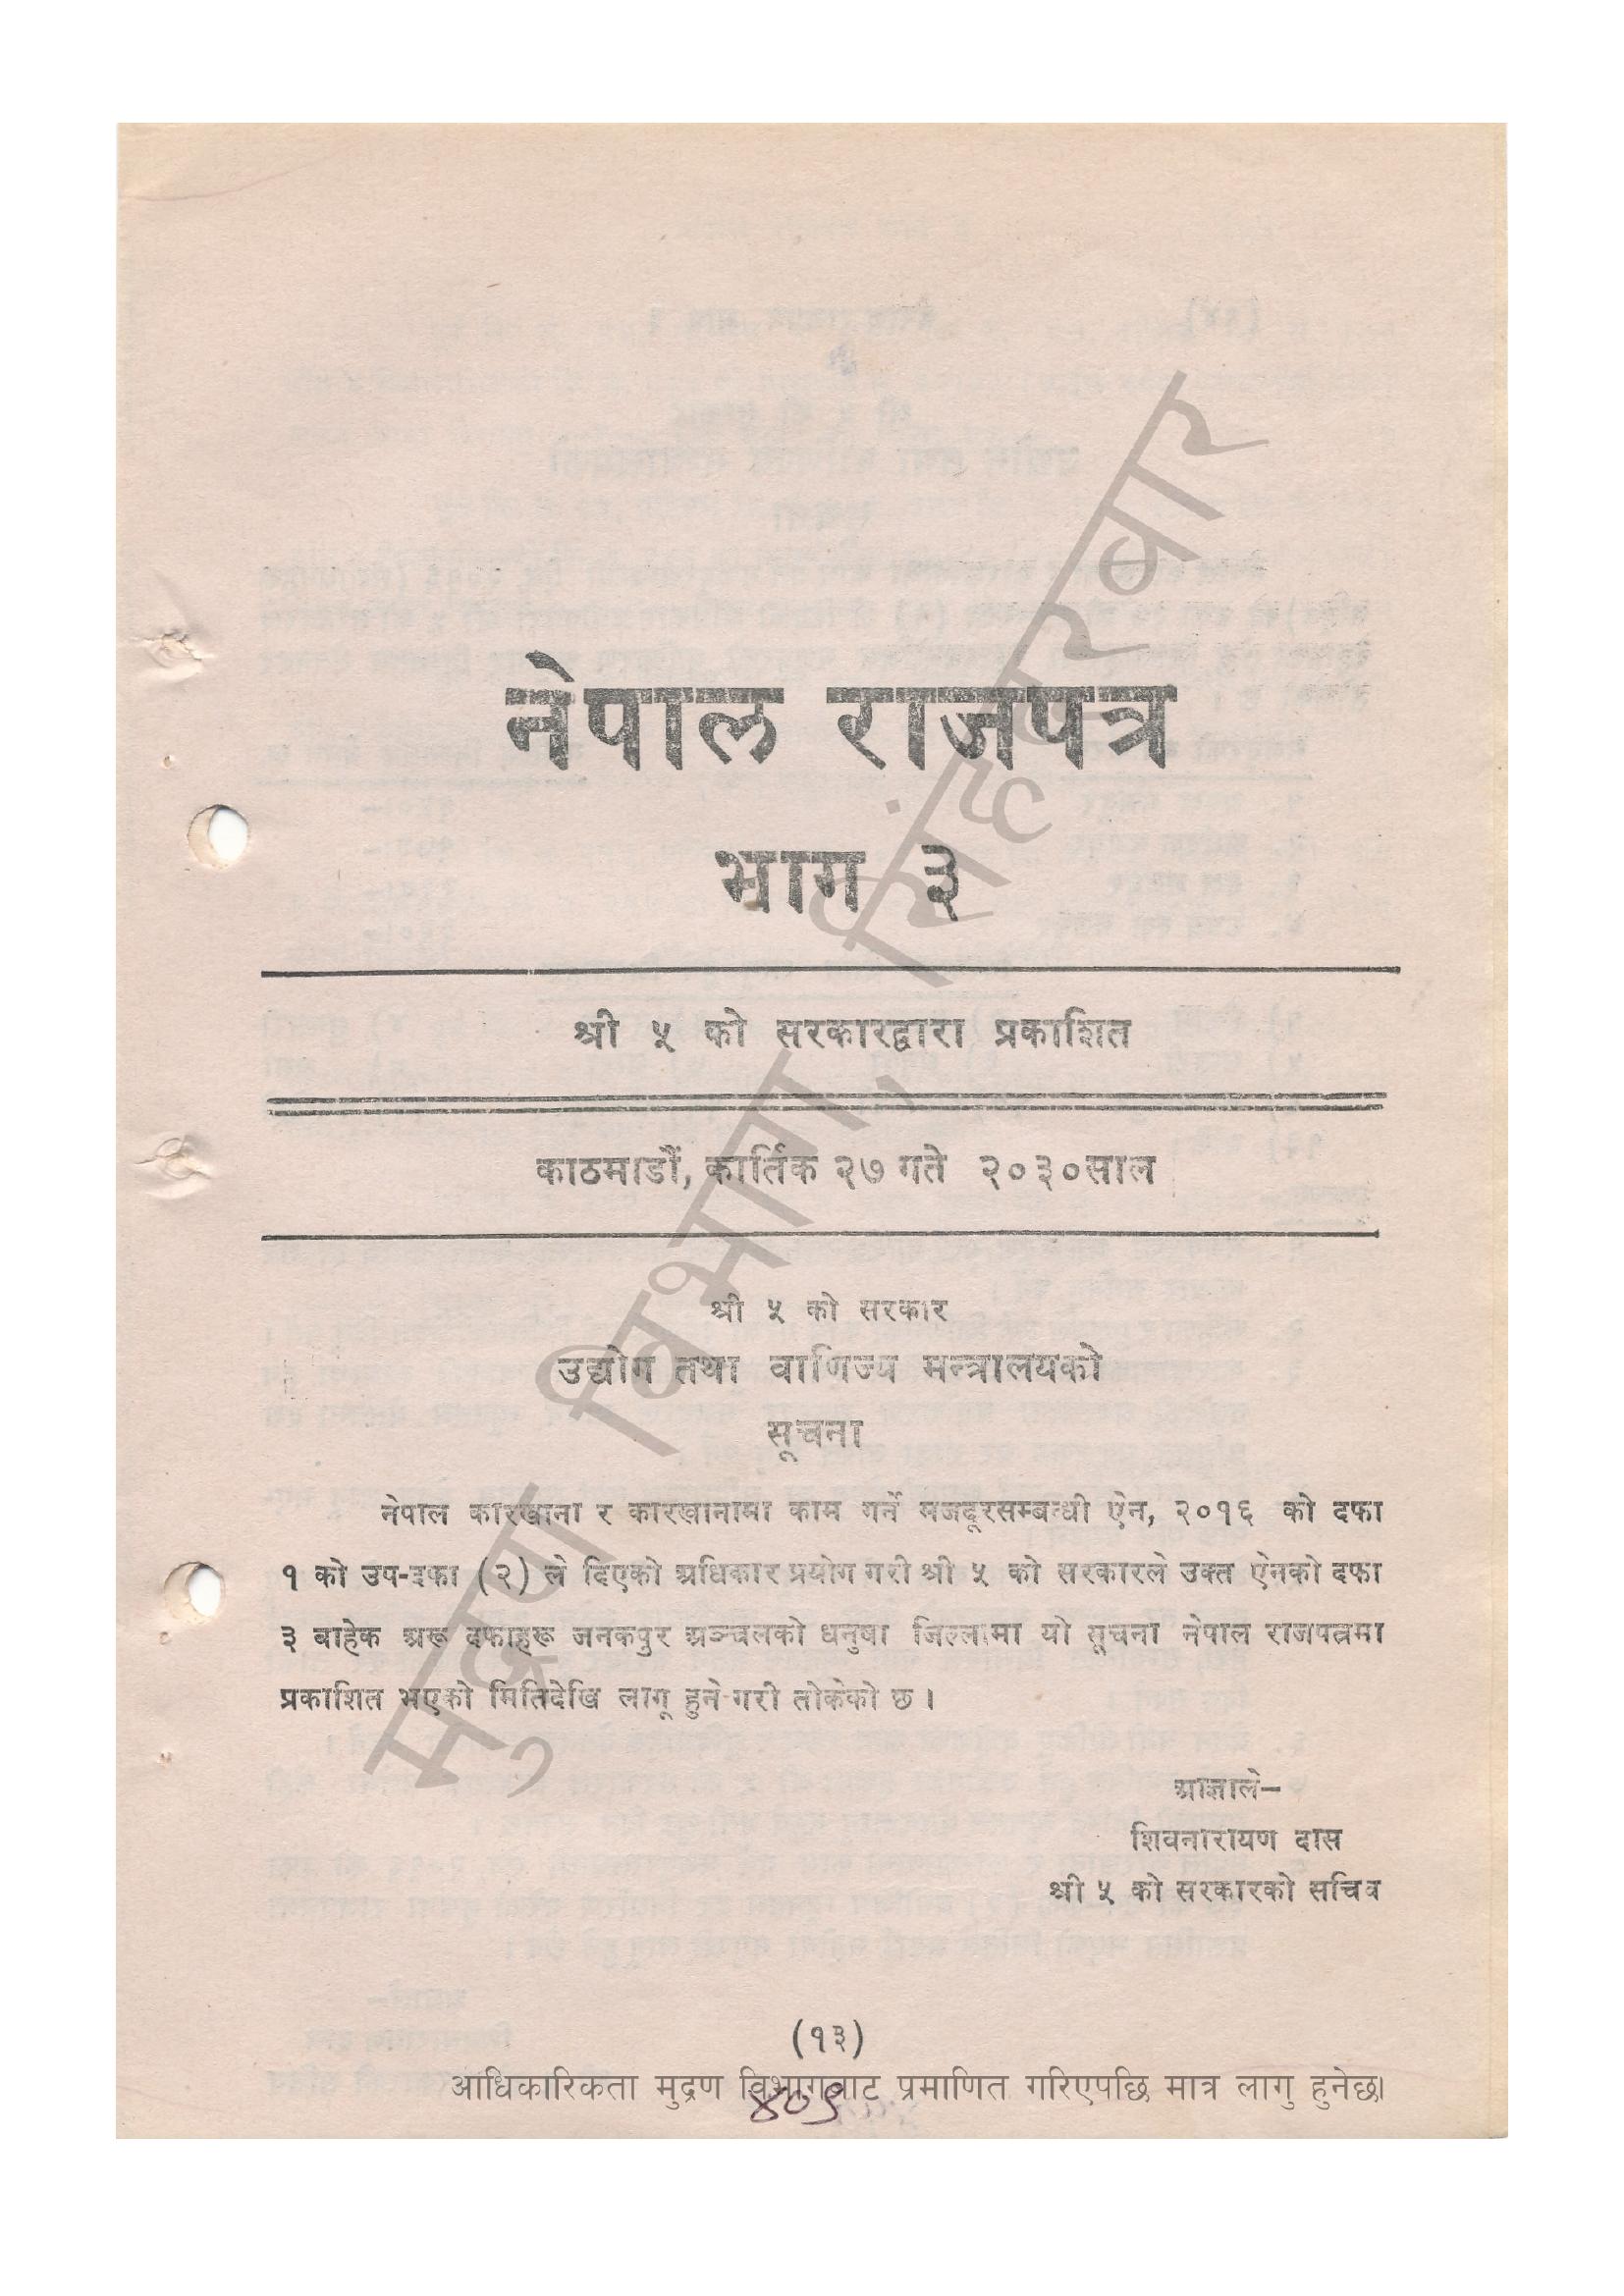 नेपाल राजपत्र
भाग ३
श्री ५ को सरकारद्वारा प्रकाशित
काठमाडौं, कार्तिक २७ गते २०३०साल
श्री ५ को सरकार
उद्योग तथा वाणिज्य मन्त्रालयको
सूचना
नेपाल कारखाना र कारखानामा काम गर्ने मजदूरसम्बन्धी ऐन, २०१६ को दफा
१ को उप-दफा (२) ले दिएको अधिकार प्रयोग गरी श्री ५ को सरकारले उक्त ऐनको दफा
३ बाहेक अरू दफाहरू जनकपुर अञ्चलको धनुषा जिल्लामा यो सूचना नेपाल राजपत्रमा
प्रकाशित भएको मितिदेखि लागू हुने गरी तोकेको छ ।
आज्ञाले–
शिवनारायण दास
श्री ५ को सरकारको सचिव
(१३)
आधिकारिकता मुद्रण विभागबाट प्रमाणित गरिएपछि मात्र लागु हुनेछ।
४०९
मुद्रण विभाग, सिंहदरबार